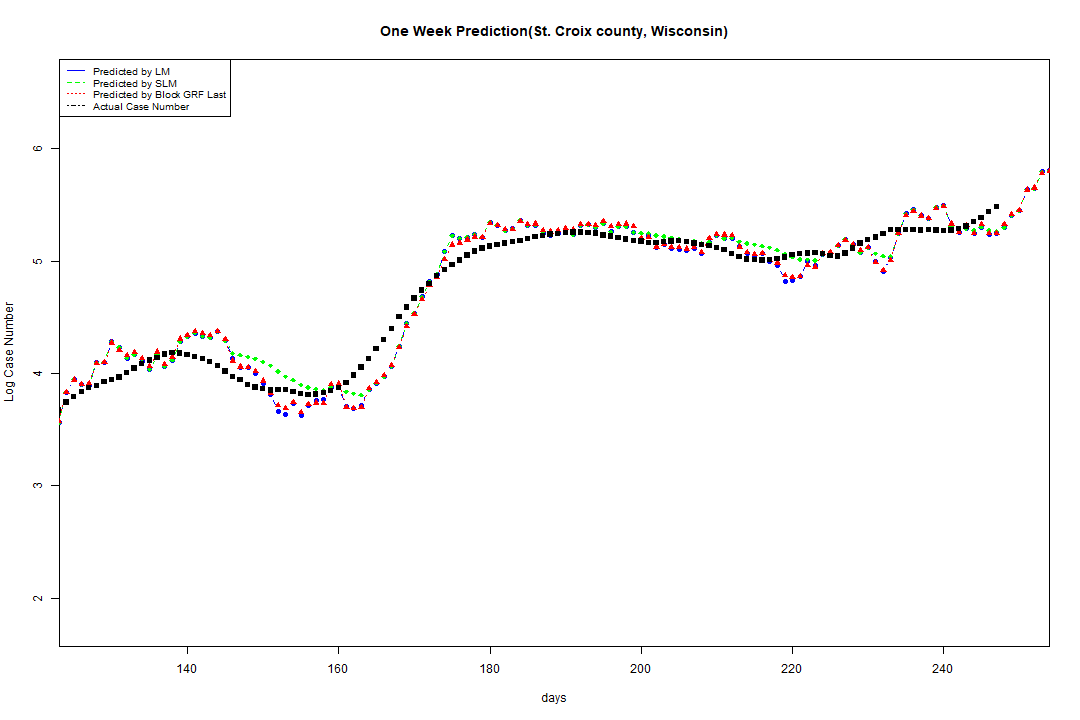 One Week Prediction(St. Croix county, Wisconsin)
Predicted by LM
Predicted by SLM
Predicted by Block GRF Last
Actual Case Number
6
5
4
3
2
Log Case Number
140 160 180 200 220 240
days